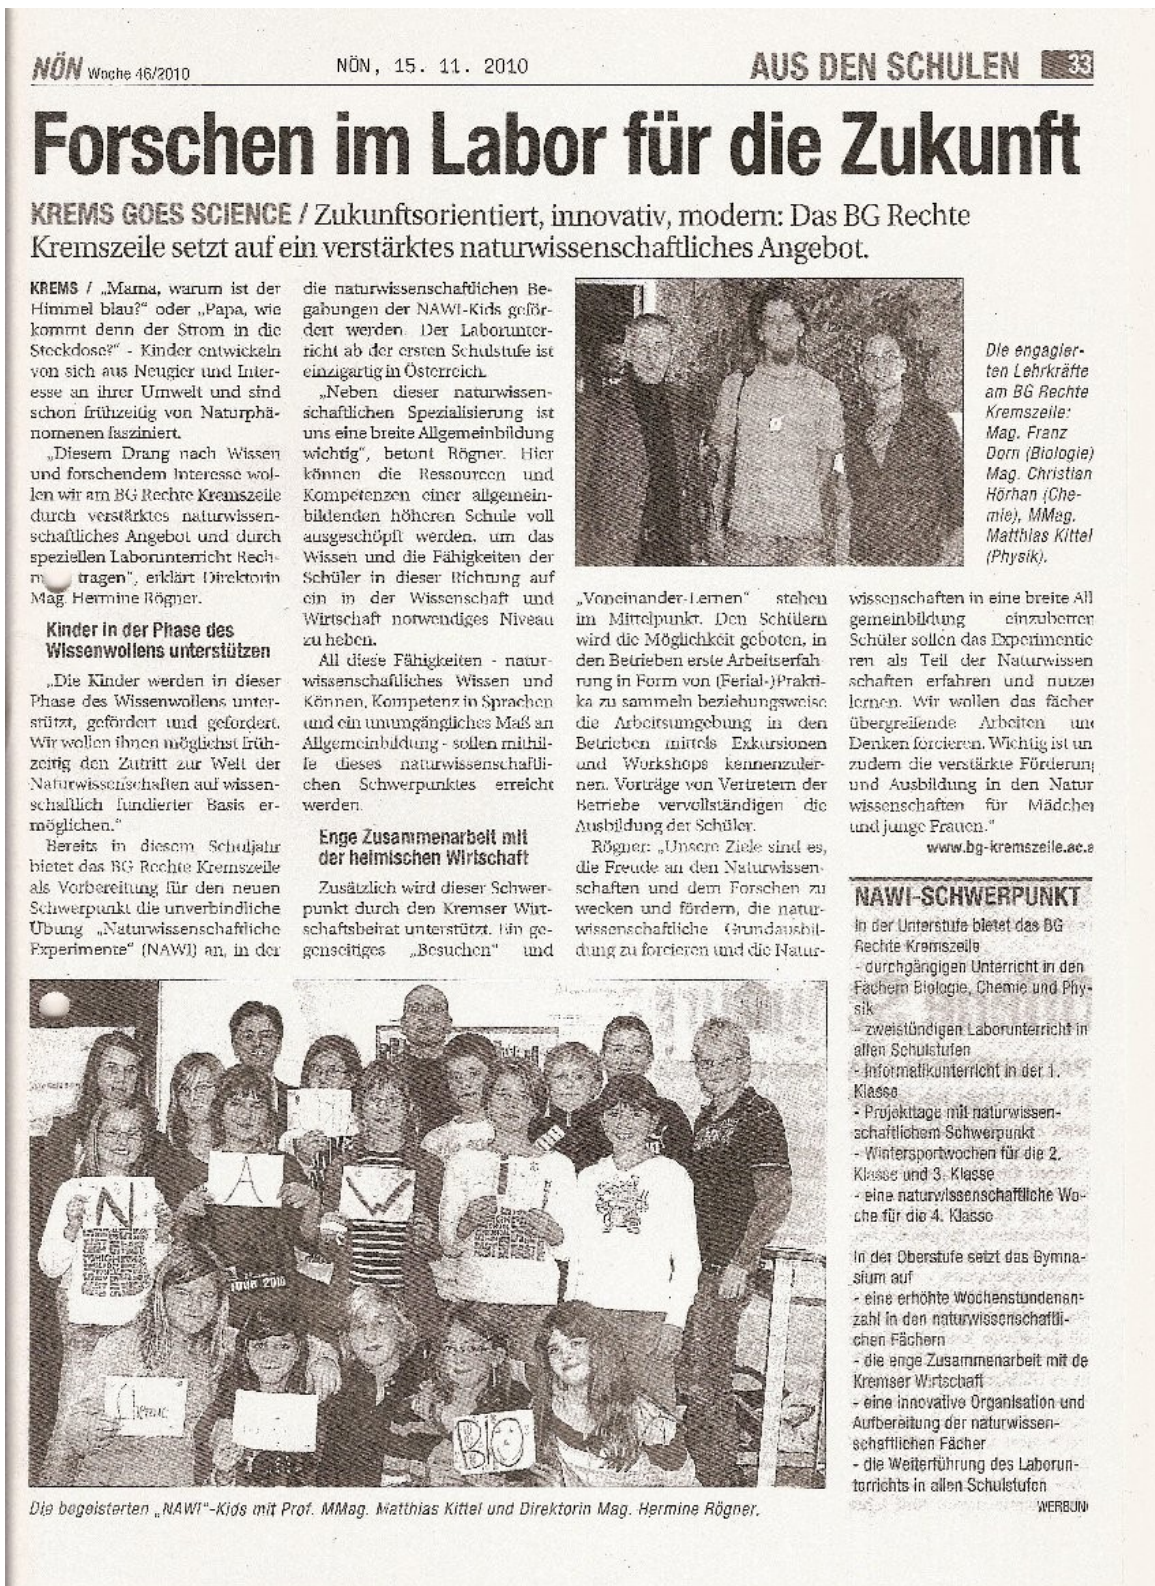 NÖN Woche 46/2010
NÖN, 15. 11. 2010
AUS DEN SCHULEN 33
Forschen im Labor für die Zukunft
KREMS GOES SCIENCE / Zukunftsorientiert, innovativ, modern: Das BG Rechte
Kremszeile setzt auf ein verstärktes naturwissenschaftliches Angebot.
KREMS / „Mama, warum ist der
Himmel blau?“ oder „Papa, wie
kommt denn der Strom in die
Steckdose?“ - Kinder entwickeln
von sich aus Neugier und Inter-
esse an ihrer Umwelt und sind
schon frühzeitig von Naturphä-
nomenen fasziniert.
„Diesem Drang nach Wissen
und forschendem Interesse wol-
len wir am BG Rechte Kremszeile
durch verstärktes naturwissen-
schaftliches Angebot und durch
speziellen Laborunterricht Rech-
n tragen“, erklärt Direktorin
Mag. Hermine Rögner.
Kinder in der Phase des
Wissenwollens unterstützen
„Die Kinder werden in dieser
Phase des Wissenwollens unter-
stützt, gefördert und gefordert.
Wir wollen ihnen möglichst früh-
zeitig den Zutritt zur Welt der
Naturwissenschaften auf wissen-
schaftlich fundierter Basis er-
möglichen.“
Bereits in diesem Schuljahr
bietet das BG Rechte Kremszeile
als Vorbereitung für den neuen
Schwerpunkt die unverbindliche
Übung „Naturwissenschaftliche
Experimente“ (NAWI) an, in der
die naturwissenschaftlichen Be-
gabungen der NAWI-Kids geför-
dert werden. Der Laborunter-
richt ab der ersten Schulstufe ist
einzigartig in Österreich.
„Neben dieser naturwissen-
schaftlichen Spezialisierung ist
uns eine breite Allgemeinbildung
wichtig“, betont Rögner. Hier
können die Ressourcen und
Kompetenzen einer allgemein-
bildenden höheren Schule voll
ausgeschöpft werden, um das
Wissen und die Fähigkeiten der
Schüler in dieser Richtung auf
ein in der Wissenschaft und
Wirtschaft notwendiges Niveau
zu heben.
All diese Fähigkeiten - natur-
wissenschaftliches Wissen und
Können, Kompetenz in Sprachen
und ein unumgängliches Maß an
Allgemeinbildung - sollen mithil-
fe dieses naturwissenschaftli-
chen Schwerpunktes erreicht
werden.
Enge Zusammenarbeit mit
der heimischen Wirtschaft
Zusätzlich wird dieser Schwer-
punkt durch den Kremser Wirt-
schaftsbeirat unterstützt. Ein ge-
genseitiges „Besuchen“ und
Die engagier-
ten Lehrkräfte
am BG Rechte
Kremszeile:
Mag. Franz
Dorn (Biologie)
Mag. Christian
Hörhan (Che-
mie), MMag.
Matthias Kittel
(Physik).
„Voneinander-Lernen“ stehen
im Mittelpunkt. Den Schülern
wird die Möglichkeit geboten, in
den Betrieben erste Arbeitserfah-
rung in Form von (Ferial-)Prakti-
ka zu sammeln beziehungsweise
die Arbeitsumgebung in den
Betrieben mittels Exkursionen
und Workshops kennenzuler-
nen. Vorträge von Vertretern der
Betriebe vervollständigen die
Ausbildung der Schüler.
Rögner: „Unsere Ziele sind es,
die Freude an den Naturwissen-
schaften und dem Forschen zu
wecken und fördern, die natur-
wissenschaftliche Grundausbil-
dung zu forcieren und die Natur-
wissenschaften in eine breite All
gemeinbildung einzubetten
Schüler sollen das Experimentie
ren als Teil der Naturwissen
schaften erfahren und nutzen
lernen. Wir wollen das fächer
übergreifende Arbeiten und
Denken forcieren. Wichtig ist un
zudem die verstärkte Förderung
und Ausbildung in den Natur
wissenschaften für Mädchen
und junge Frauen.“
www.bg-kremszeile.ac.a
NAWI-SCHWERPUNKT
In der Unterstufe bietet das BG
Rechte Kremszeile
- durchgängigen Unterricht in den
Fächern Biologie, Chemie und Phy-
sik
- zweistündigen Laborunterricht in
allen Schulstufen
- Informatikunterricht in der 1.
Klasse
- Projekttage mit naturwissen-
schaftlichem Schwerpunkt
- Wintersportwochen für die 2.
Klasse und 3. Klasse
- eine naturwissenschaftliche Wo-
che für die 4. Klasse
In der Oberstufe setzt das Gymna-
sium auf
- eine erhöhte Wochenstundenan-
zahl in den naturwissenschaftli-
chen Fächern
- die enge Zusammenarbeit mit de
Kremser Wirtschaft
- eine innovative Organisation und
Aufbereitung der naturwissen-
schaftlichen Fächer
- die Weiterführung des Laborun-
terrichts in allen Schulstufen
WERBUN
N
A
W
I
TOUR 2010
Chemie
BIO
Die begeisterten „NAWI“-Kids mit Prof. MMag. Matthias Kittel und Direktorin Mag. Hermine Rögner.